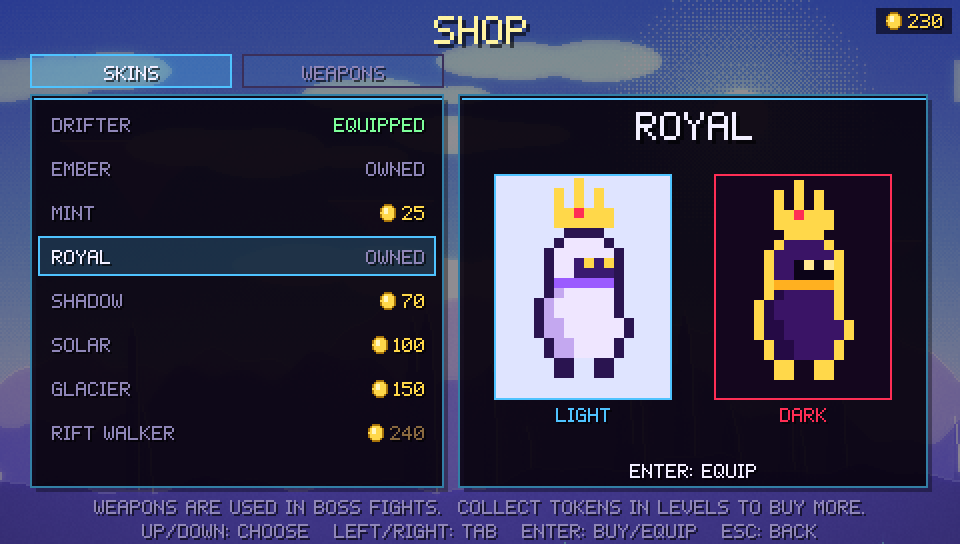 SHOP
230
SKINS WEAPONS
DRIFTER EQUIPPED
EMBER OWNED
MINT 25
ROYAL OWNED
SHADOW 70
SOLAR 100
GLACIER 150
RIFT WALKER 240
ROYAL
LIGHT DARK
ENTER: EQUIP
WEAPONS ARE USED IN BOSS FIGHTS. COLLECT TOKENS IN LEVELS TO BUY MORE.
UP/DOWN: CHOOSE LEFT/RIGHT: TAB ENTER: BUY/EQUIP ESC: BACK